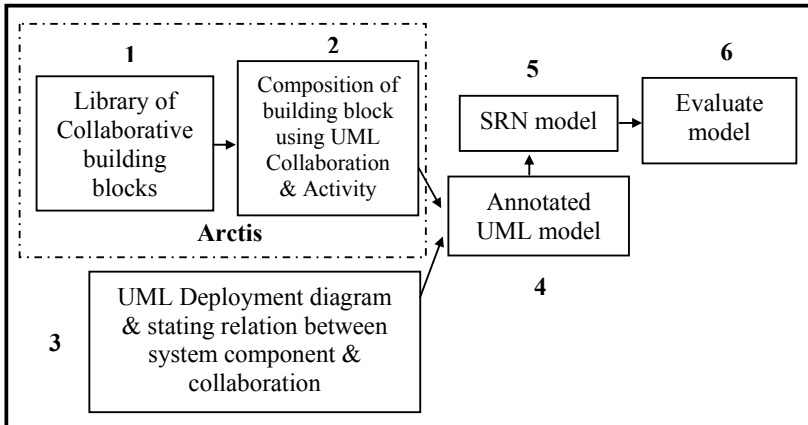 1
Library of
Collaborative
building
blocks
2
Composition of
building block
using UML
Collaboration
& Activity
Arctis
3
UML Deployment diagram
& stating relation between
system component &
collaboration
4
Annotated
UML model
5
SRN model
6
Evaluate
model